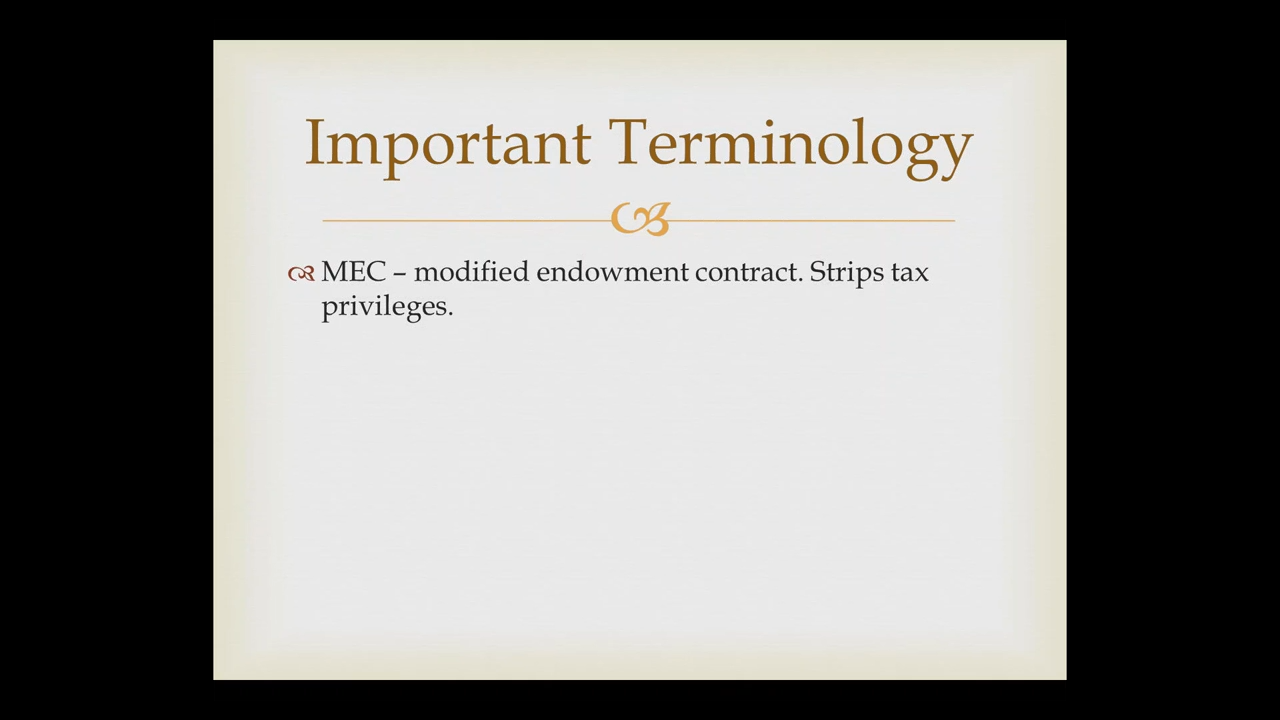 Important Terminology
MEC – modified endowment contract. Strips tax
privileges.